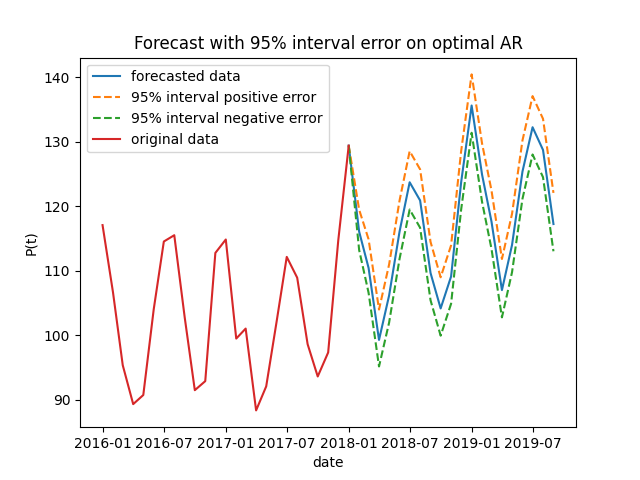 Forecast with 95% interval error on optimal AR
forecasted data
95% interval positive error
95% interval negative error
original data
P(t)
140
130
120
110
100
90
2016-01 2016-07 2017-01 2017-07 2018-01 2018-07 2019-01 2019-07
date